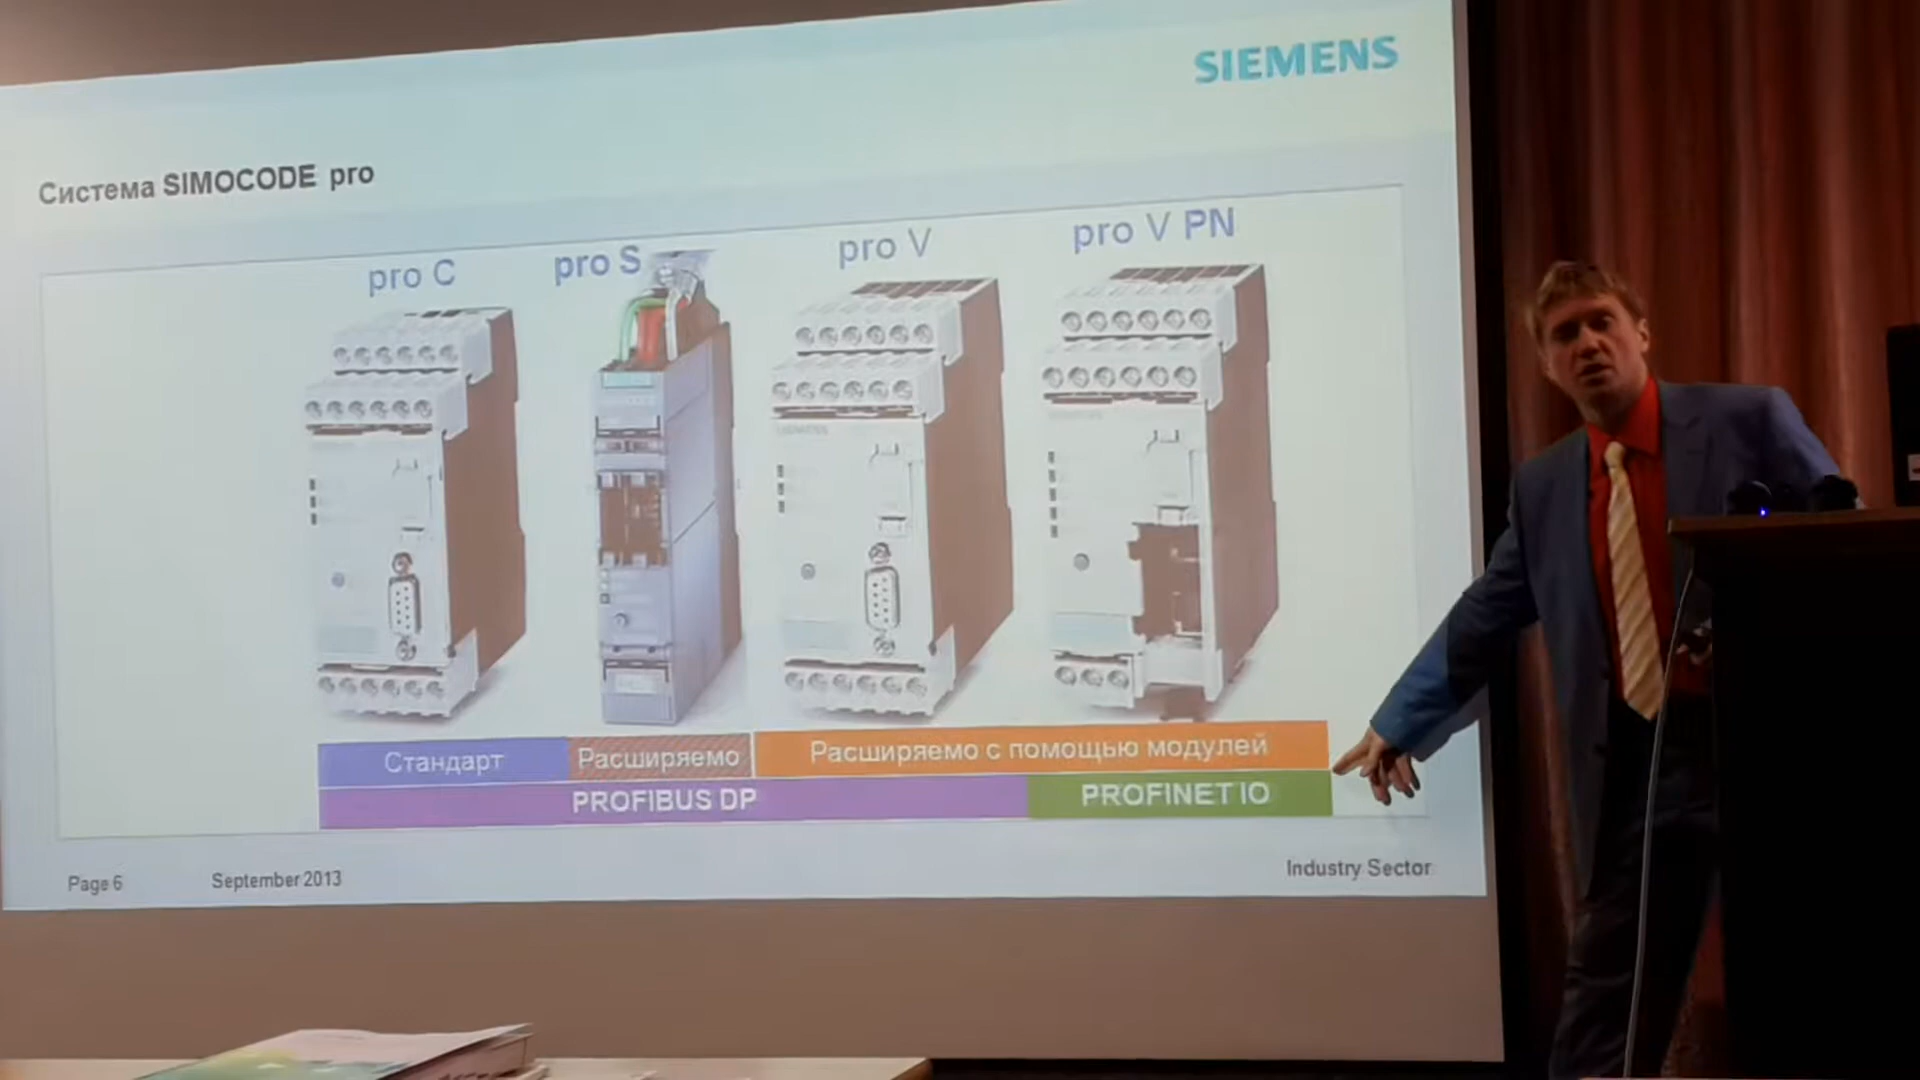 SIEMENS
Система SIMOCODE pro
pro C
pro S
pro V
pro V PN
Стандарт
Расширяемо
Расширяемо с помощью модулей
PROFIBUS DP
PROFINET IO
Page 6
September 2013
Industry Sector